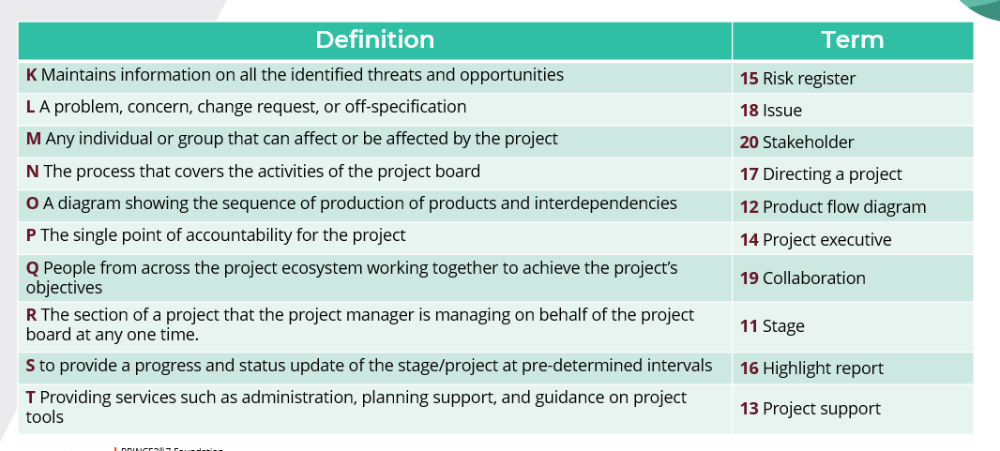 Definition
Term
K Maintains information on all the identified threats and opportunities
15 Risk register
L A problem, concern, change request, or off-specification
18 Issue
M Any individual or group that can affect or be affected by the project
20 Stakeholder
N The process that covers the activities of the project board
17 Directing a project
O A diagram showing the sequence of production of products and interdependencies
12 Product flow diagram
P The single point of accountability for the project
14 Project executive
Q People from across the project ecosystem working together to achieve the project’s
objectives
19 Collaboration
R The section of a project that the project manager is managing on behalf of the project
board at any one time.
11 Stage
S to provide a progress and status update of the stage/project at pre-determined intervals
16 Highlight report
T Providing services such as administration, planning support, and guidance on project
tools
13 Project support
PRINCE2® 7 Foundation